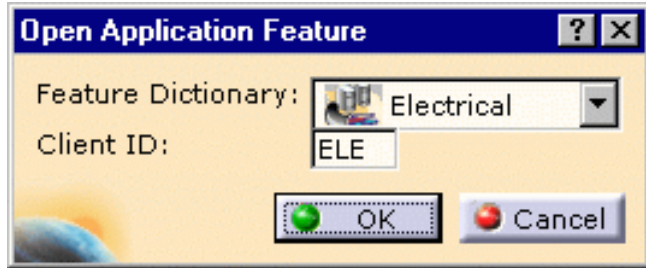 Open Application Feature
Feature Dictionary: Electrical
Client ID: ELE
OK Cancel